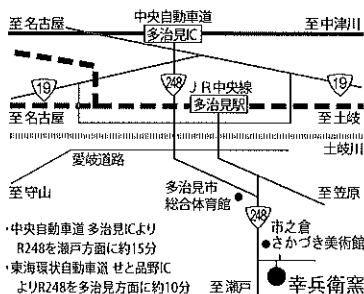 中央自動車道
至名古屋
至中津川
多治見IC
19
248
JR中央線
19
多治見駅
至名古屋
至土岐
土岐川
愛岐道路
至守山
多治見市
総合体育館
至笠原
248
市之倉
さかづき美術館
・中央自動車道 多治見ICより
R248を瀬戸方面に約15分
・東海環状自動車道 せと品野IC
よりR248を多治見方面に約10分
至瀬戸
幸兵衛窯